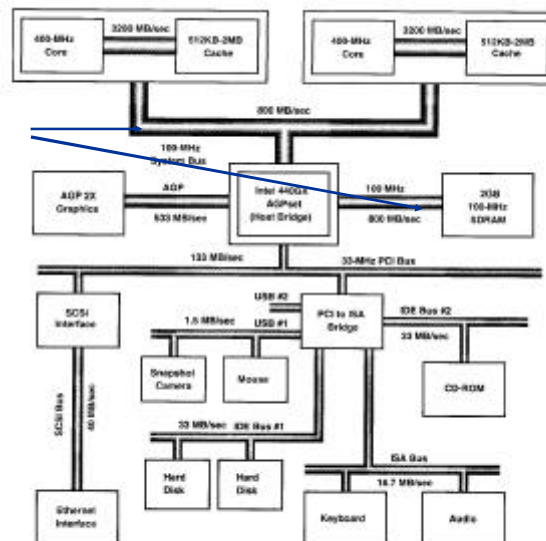 400-MHz
Core
3200 MB/sec
512KB-2MB
Cache
400-MHz
Core
3200 MB/sec
512KB-2MB
Cache
800 MB/sec
100-MHz
System Bus
AGP 2X
Graphics
AGP
533 MB/sec
Intel 440GX
AGPset
(Host Bridge)
100 MHz
800 MB/sec
2GB
100-MHz
SDRAM
133 MB/sec
33-MHz PCI Bus
SCSI
Interface
USB #2
1.5 MB/sec
USB #1
PCI to ISA
Bridge
IDE Bus #2
33 MB/sec
Snapshot
Camera
Mouse
CD-ROM
SCSI Bus
40 MB/sec
33 MB/sec
IDE Bus #1
Hard
Disk
Hard
Disk
ISA Bus
16.7 MB/sec
Ethernet
Interface
Keyboard
Audio